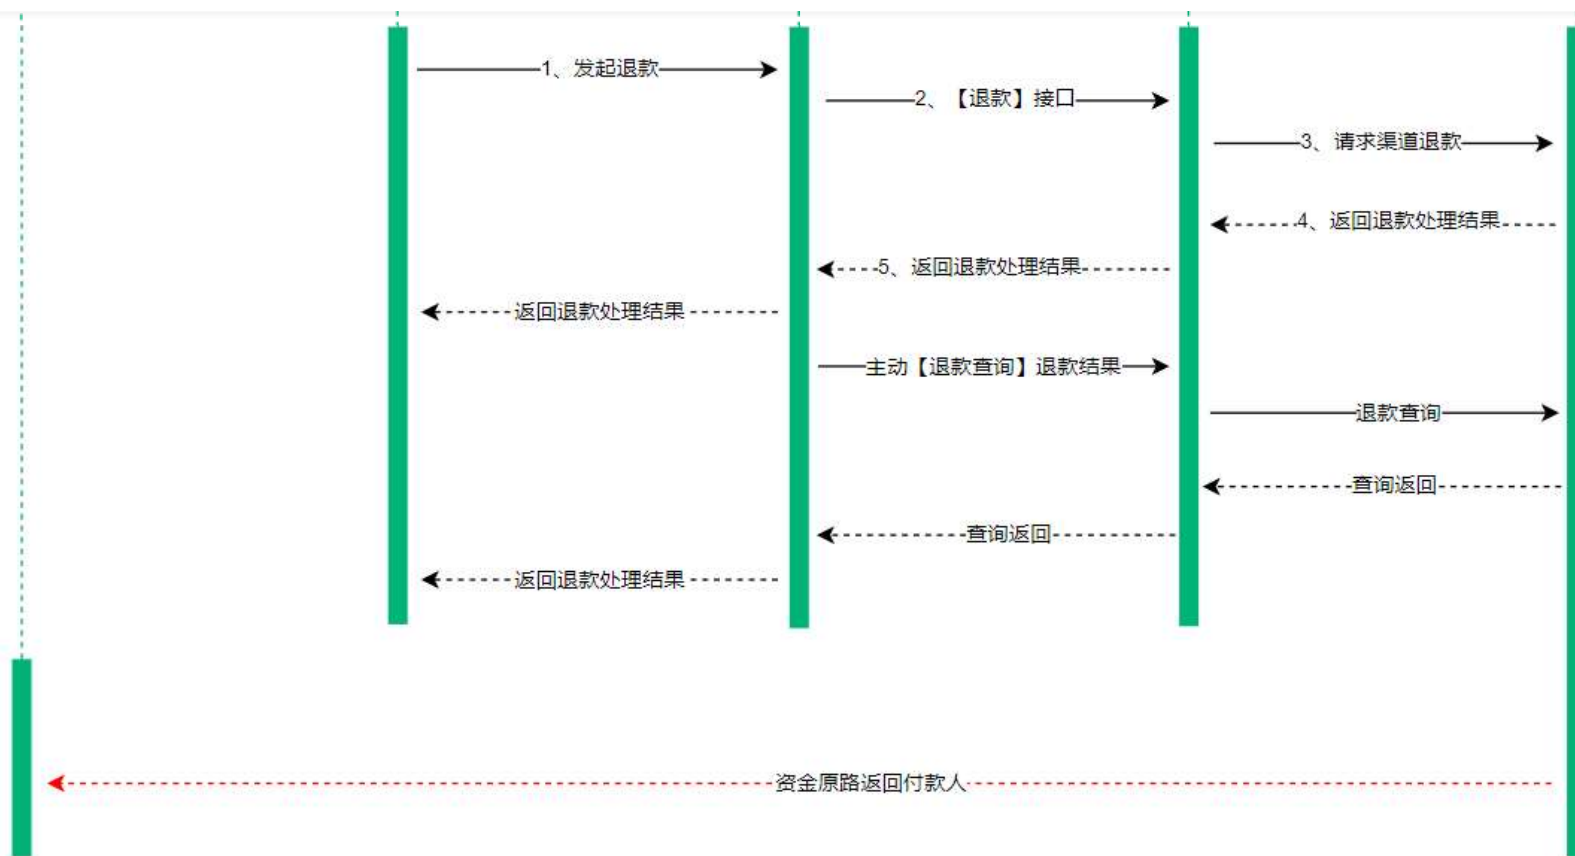 1、发起退款
2、【退款】接口
3、请求渠道退款
4、返回退款处理结果
5、返回退款处理结果
返回退款处理结果
主动【退款查询】退款结果
退款查询
查询返回
查询返回
返回退款处理结果
资金原路返回付款人